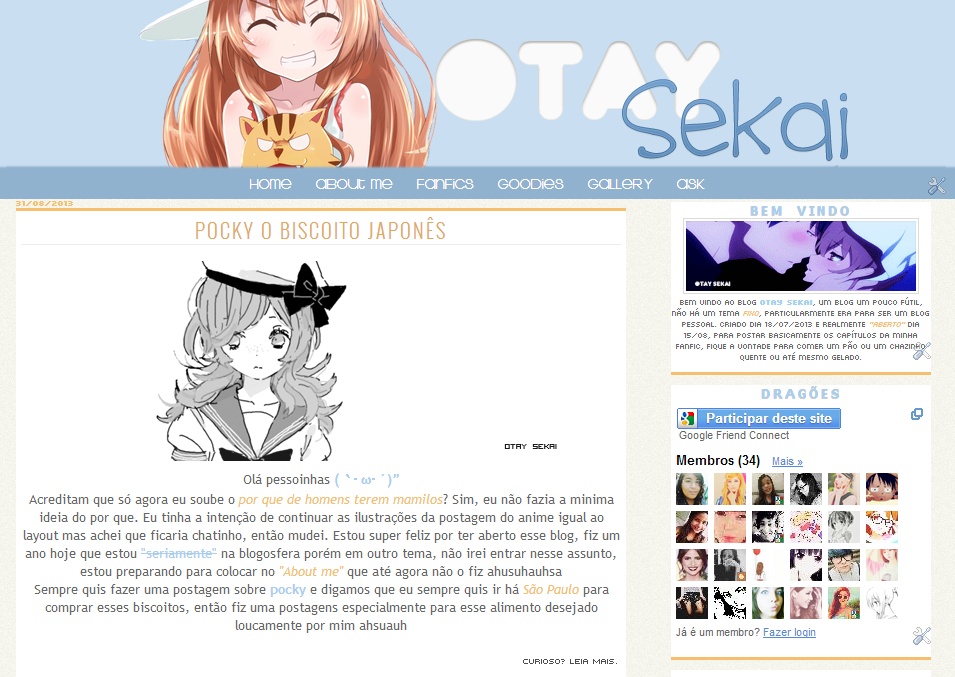 OTAY
Sekai
Home About me Fanfics Goodies Gallery Ask
31/08/2013
POCKY O BISCOITO JAPONÊS
OTAY SEKAI
Olá pessoinhas ( `･ω･´)”
Acreditam que só agora eu soube o por que de homens terem mamilos? Sim, eu não fazia a minima
ideia do por que. Eu tinha a intenção de continuar as ilustrações da postagem do anime igual ao
layout mas achei que ficaria chatinho, então mudei. Estou super feliz por ter aberto esse blog, fiz um
ano hoje que estou "seriamente" na blogosfera porém em outro tema, não irei entrar nesse assunto,
estou preparando para colocar no "About me" que até agora não o fiz ahusuhauhsa
Sempre quis fazer uma postagem sobre pocky e digamos que eu sempre quis ir há São Paulo para
comprar esses biscoitos, então fiz uma postagens especialmente para esse alimento desejado
loucamente por mim ahsuauh
CURIOSO? LEIA MAIS.
BEM VINDO
OTAY SEKAI
BEM VINDO AO BLOG OTAY SEKAI, UM BLOG UM POUCO FÚTIL,
NÃO HÁ UM TEMA FIXO, PARTICULARMENTE ERA PARA SER UM BLOG
PESSOAL. CRIADO DIA 18/07/2013 E REALMENTE "ABERTO" DIA
15/08, PARA POSTAR BASICAMENTE OS CAPÍTULOS DA MINHA
FANFIC, FIQUE A VONTADE PARA COMER UM PÃO OU UM CHAZINHO
QUENTE OU ATÉ MESMO GELADO.
DRAGÕES
Participar deste site
Google Friend Connect
Membros (34) Mais »
Já é um membro? Fazer login